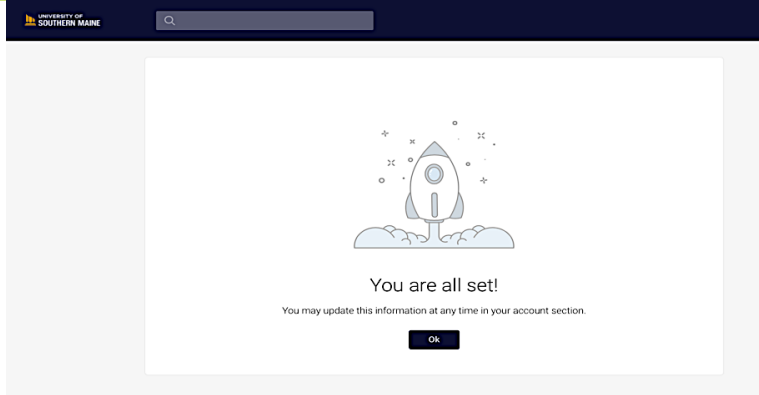 UNIVERSITY OF
SOUTHERN MAINE
You are all set!
You may update this information at any time in your account section.
Ok